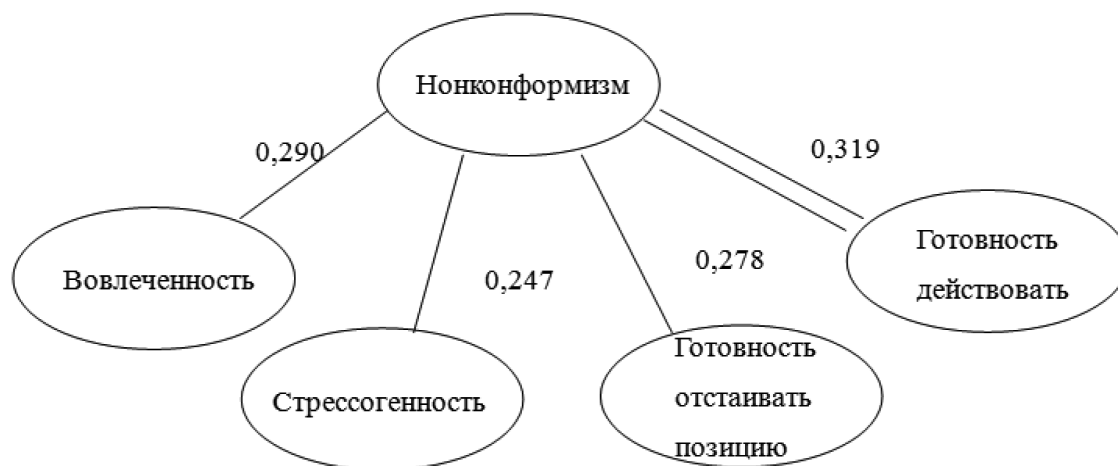 Нонконформизм
0,290
0,319
Вовлеченность
0,247
0,278
Готовность
действовать
Стрессогенность
Готовность
отстаивать
позицию